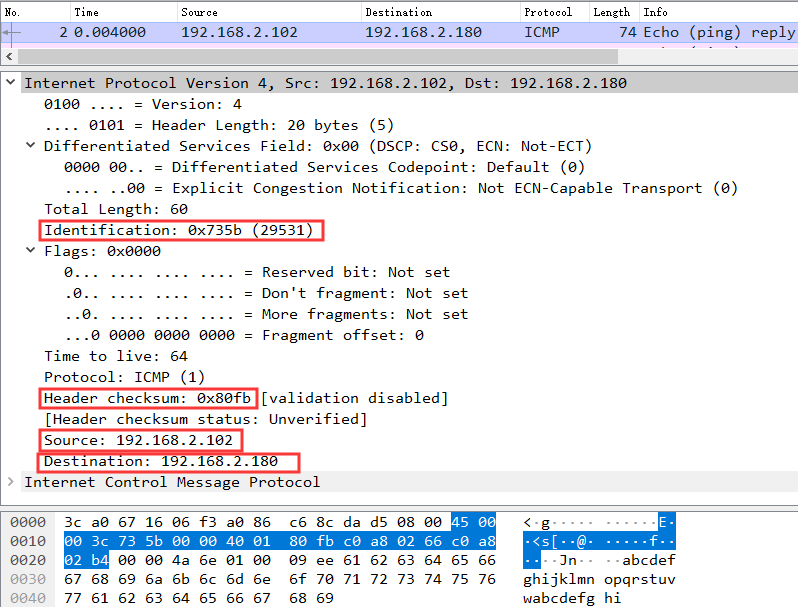 No. Time Source Destination Protocol Length Info
2 0.004000 192.168.2.102 192.168.2.180 ICMP 74 Echo (ping) reply
Internet Protocol Version 4, Src: 192.168.2.102, Dst: 192.168.2.180
0100 .... = Version: 4
.... 0101 = Header Length: 20 bytes (5)
Differentiated Services Field: 0x00 (DSCP: CS0, ECN: Not-ECT)
0000 00.. = Differentiated Services Codepoint: Default (0)
.... ..00 = Explicit Congestion Notification: Not ECN-Capable Transport (0)
Total Length: 60
Identification: 0x735b (29531)
Flags: 0x0000
0... .... .... .... = Reserved bit: Not set
.0.. .... .... .... = Don't fragment: Not set
..0. .... .... .... = More fragments: Not set
...0 0000 0000 0000 = Fragment offset: 0
Time to live: 64
Protocol: ICMP (1)
Header checksum: 0x80fb [validation disabled]
[Header checksum status: Unverified]
Source: 192.168.2.102
Destination: 192.168.2.180
Internet Control Message Protocol
0000 3c a0 67 16 06 f3 a0 86 c6 8c da d5 08 00 45 00 <·g····· ······E·
0010 00 3c 73 5b 00 00 40 01 80 fb c0 a8 02 66 c0 a8 ·<s[··@· ·····f··
0020 02 b4 00 00 4a 6e 01 00 09 ee 61 62 63 64 65 66 ····Jn·· ··abcdef
0030 67 68 69 6a 6b 6c 6d 6e 6f 70 71 72 73 74 75 76 ghijklmn opqrstuv
0040 77 61 62 63 64 65 66 67 68 69 wabcdefg hi